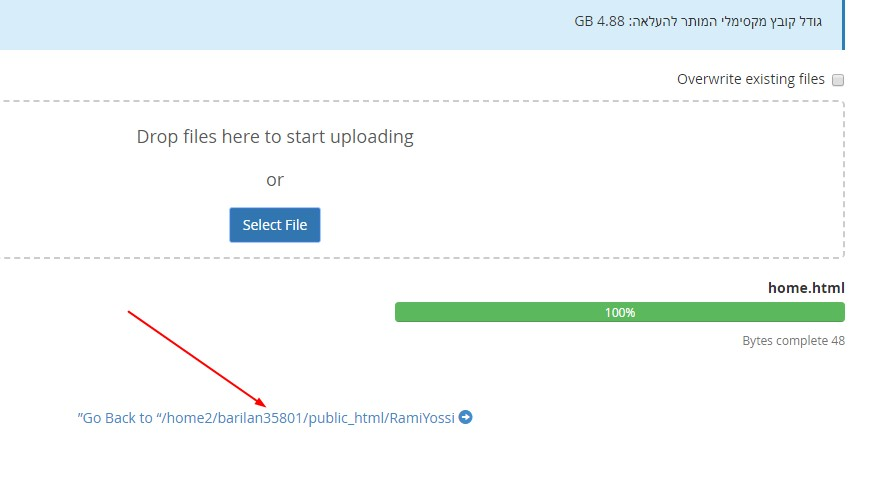 גודל קובץ מקסימלי המותר להעלאה: 4.88 GB
Overwrite existing files
Drop files here to start uploading
or
Select File
home.html
100%
Bytes complete 48
”Go Back to “/home2/barilan35801/public_html/RamiYossi